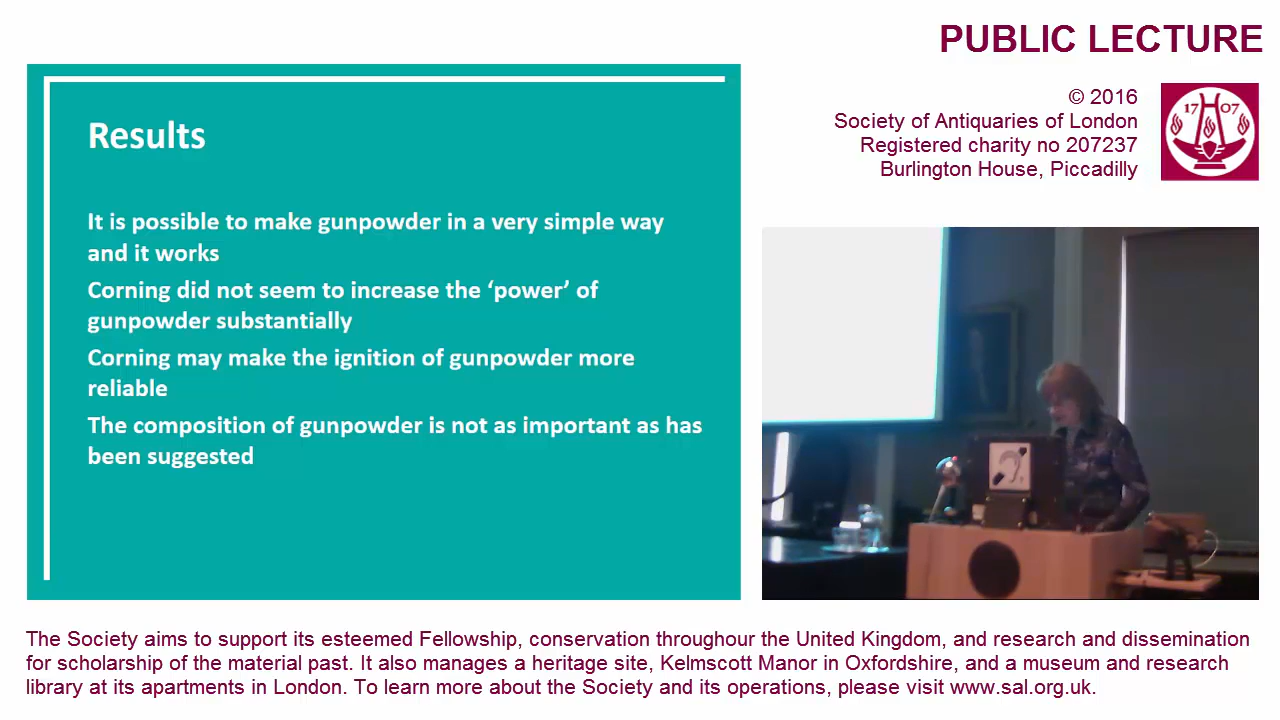 PUBLIC LECTURE
© 2016
Society of Antiquaries of London
Registered charity no 207237
Burlington House, Piccadilly
17 07
Results
It is possible to make gunpowder in a very simple way
and it works
Corning did not seem to increase the ‘power’ of
gunpowder substantially
Corning may make the ignition of gunpowder more
reliable
The composition of gunpowder is not as important as has
been suggested
The Society aims to support its esteemed Fellowship, conservation throughour the United Kingdom, and research and dissemination
for scholarship of the material past. It also manages a heritage site, Kelmscott Manor in Oxfordshire, and a museum and research
library at its apartments in London. To learn more about the Society and its operations, please visit www.sal.org.uk.